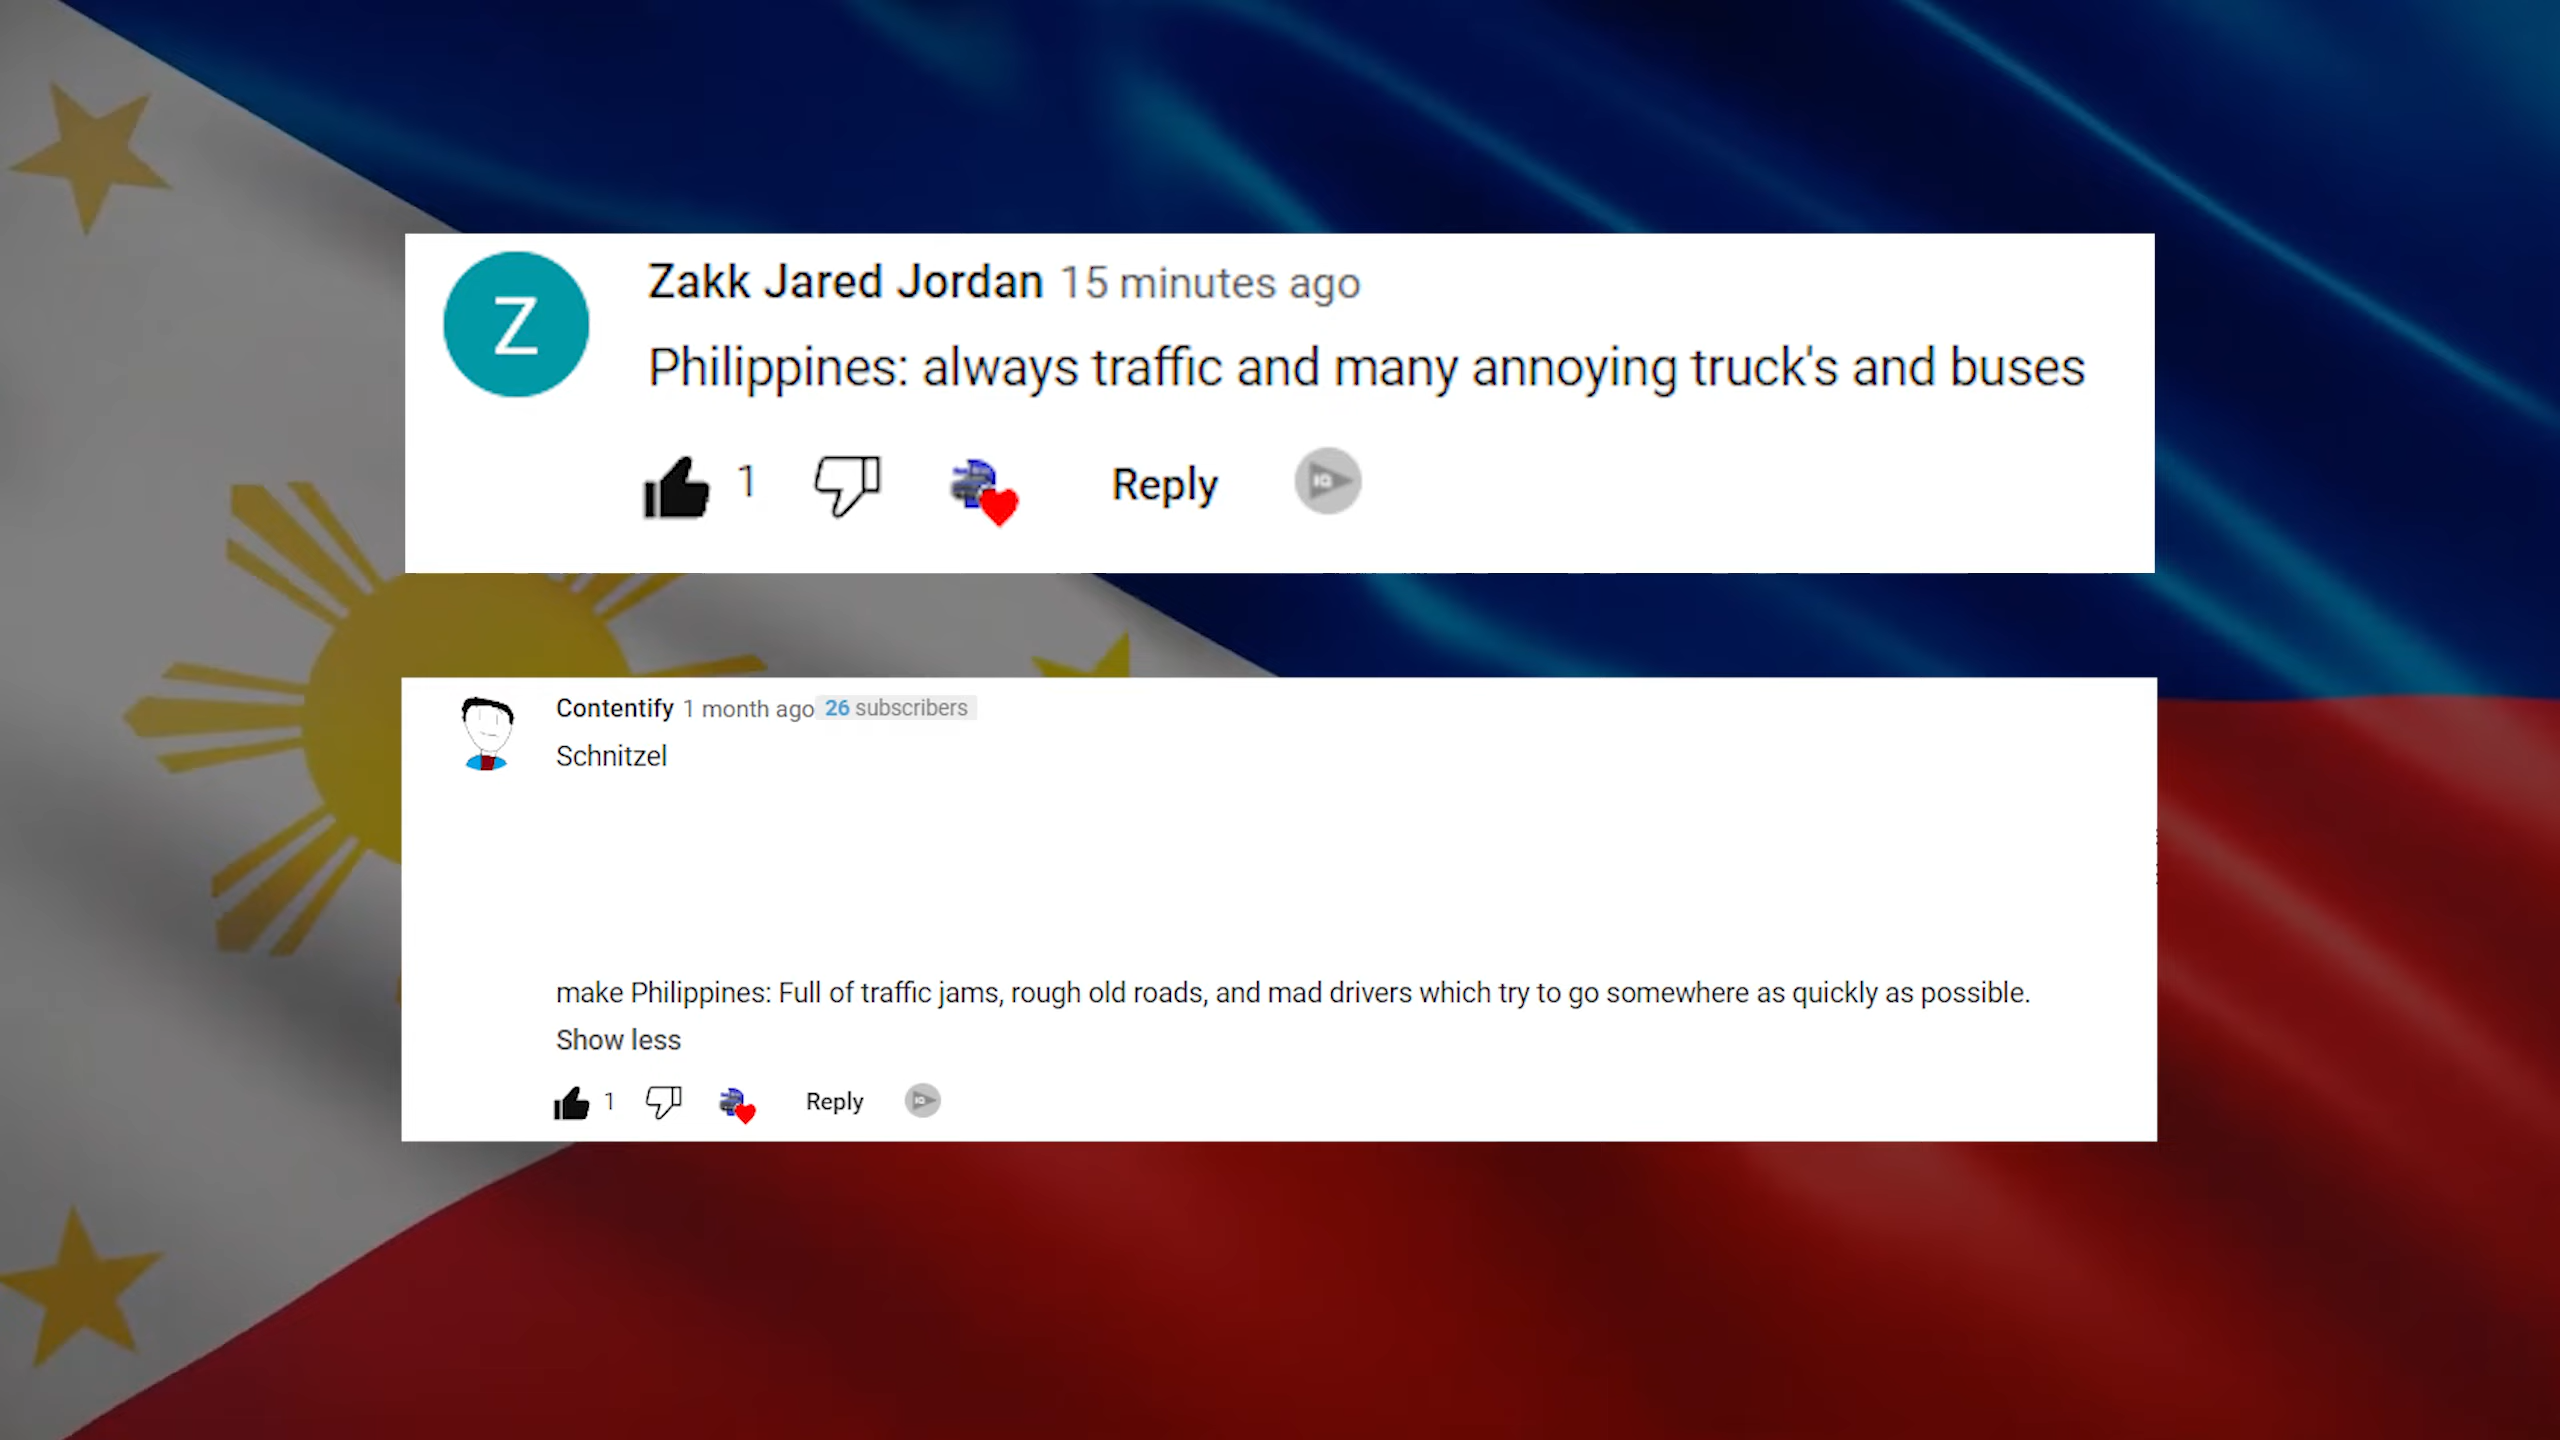 Z
Zakk Jared Jordan 15 minutes ago
Philippines: always traffic and many annoying truck's and buses
1 Reply IQ
Contentify 1 month ago 26 subscribers
Schnitzel
make Philippines: Full of traffic jams, rough old roads, and mad drivers which try to go somewhere as quickly as possible.
Show less
1 Reply IQ